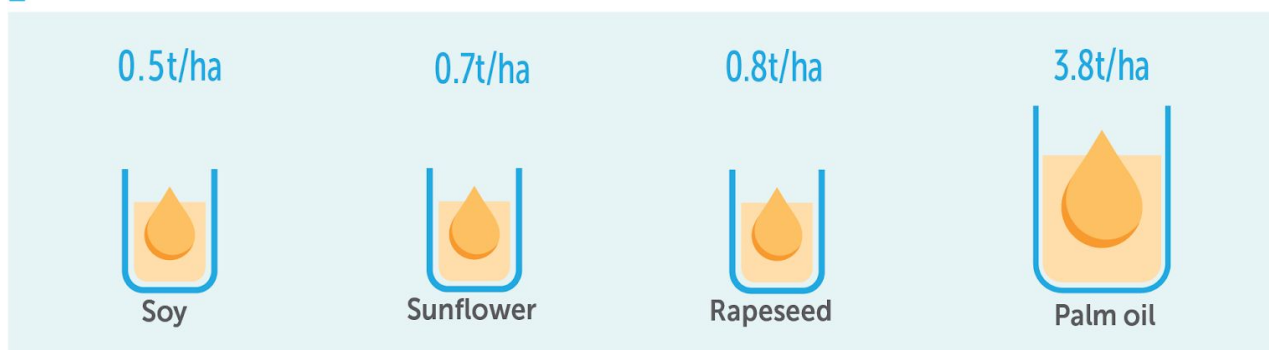 0.5t/ha
0.7t/ha
0.8t/ha
3.8t/ha
Soy
Sunflower
Rapeseed
Palm oil